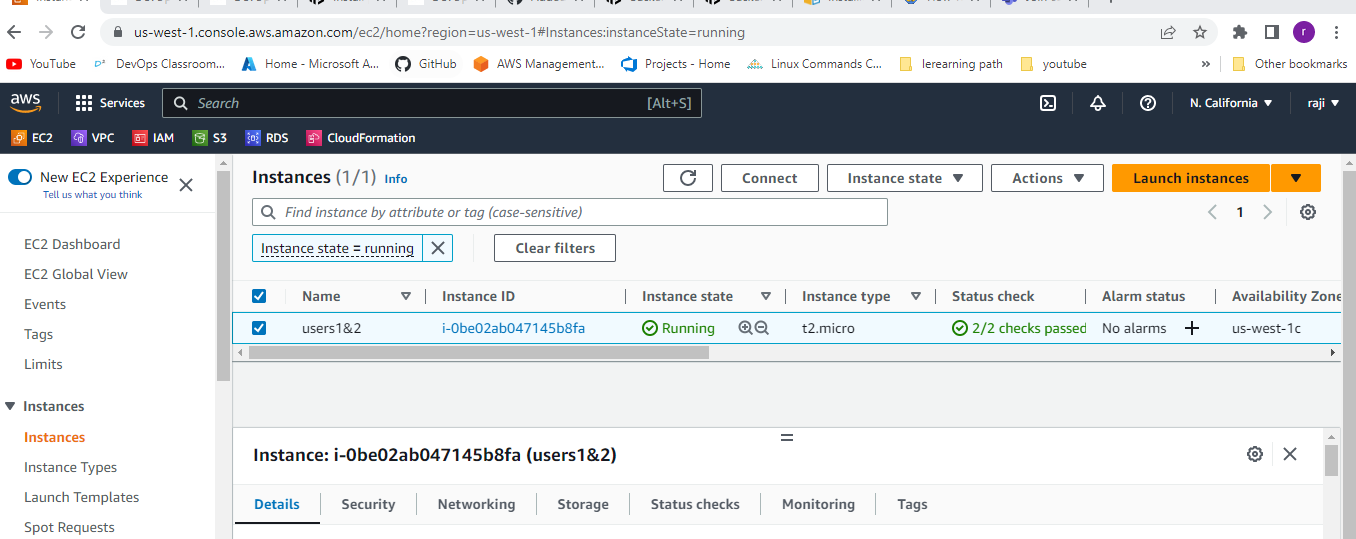 us-west-1.console.aws.amazon.com/ec2/home?region=us-west-1#Instances:instanceState=running
r
YouTube DevOps Classroom... Home - Microsoft A... GitHub AWS Management... Projects - Home Linux Commands C... lerearning path youtube » Other bookmarks
aws Services Search [Alt+S] N. California raji
EC2 VPC IAM S3 RDS CloudFormation
New EC2 Experience
Tell us what you think
EC2 Dashboard
EC2 Global View
Events
Tags
Limits
Instances
Instances
Instance Types
Launch Templates
Spot Requests
Instances (1/1) Info Connect Instance state Actions Launch instances
Find instance by attribute or tag (case-sensitive) 1
Instance state = running Clear filters
Name Instance ID Instance state Instance type Status check Alarm status Availability Zone
users1&2 i-0be02ab047145b8fa Running t2.micro 2/2 checks passed No alarms us-west-1c
Instance: i-0be02ab047145b8fa (users1&2)
Details Security Networking Storage Status checks Monitoring Tags